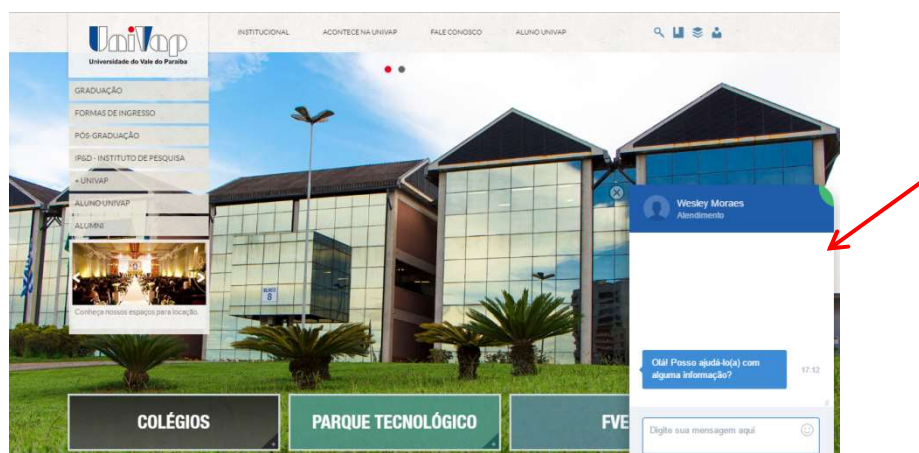 UniVap
Universidade do Vale do Paraíba
INSTITUCIONAL
ACONTECE NA UNIVAP
FALE CONOSCO
ALUNO UNIVAP
GRADUAÇÃO
FORMAS DE INGRESSO
PÓS-GRADUAÇÃO
IP&D - INSTITUTO DE PESQUISA
+ UNIVAP
ALUNO UNIVAP
ALUMNI
Conheça nossos espaços para locação.
BLOCO
8
Wesley Moraes
Atendimento
Olá! Posso ajudá-lo(a) com
alguma informação?
17:12
Digite sua mensagem aqui
COLÉGIOS
PARQUE TECNOLÓGICO
EVE